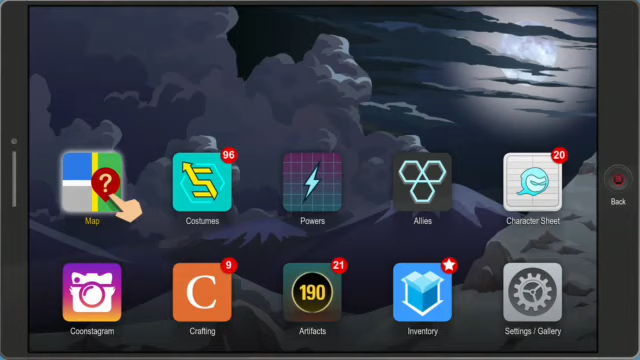 96
20
?
Map
Costumes
Powers
Allies
Character Sheet
Back
9
21
C
190
Coonstagram
Crafting
Artifacts
Inventory
Settings / Gallery